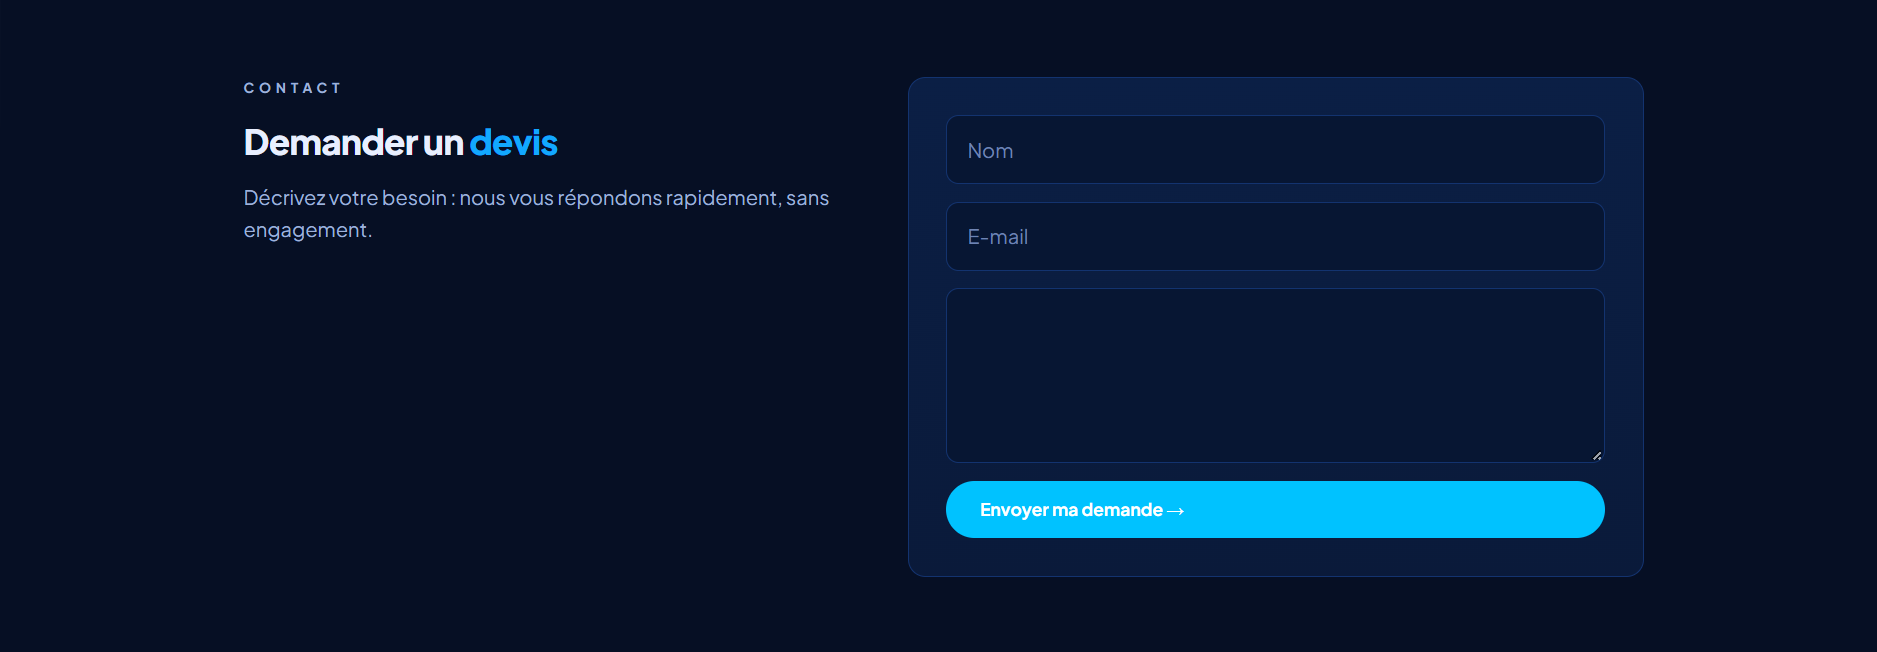 CONTACT
Demander un devis
Décrivez votre besoin : nous vous répondons rapidement, sans
engagement.
Nom
E-mail
Envoyer ma demande →